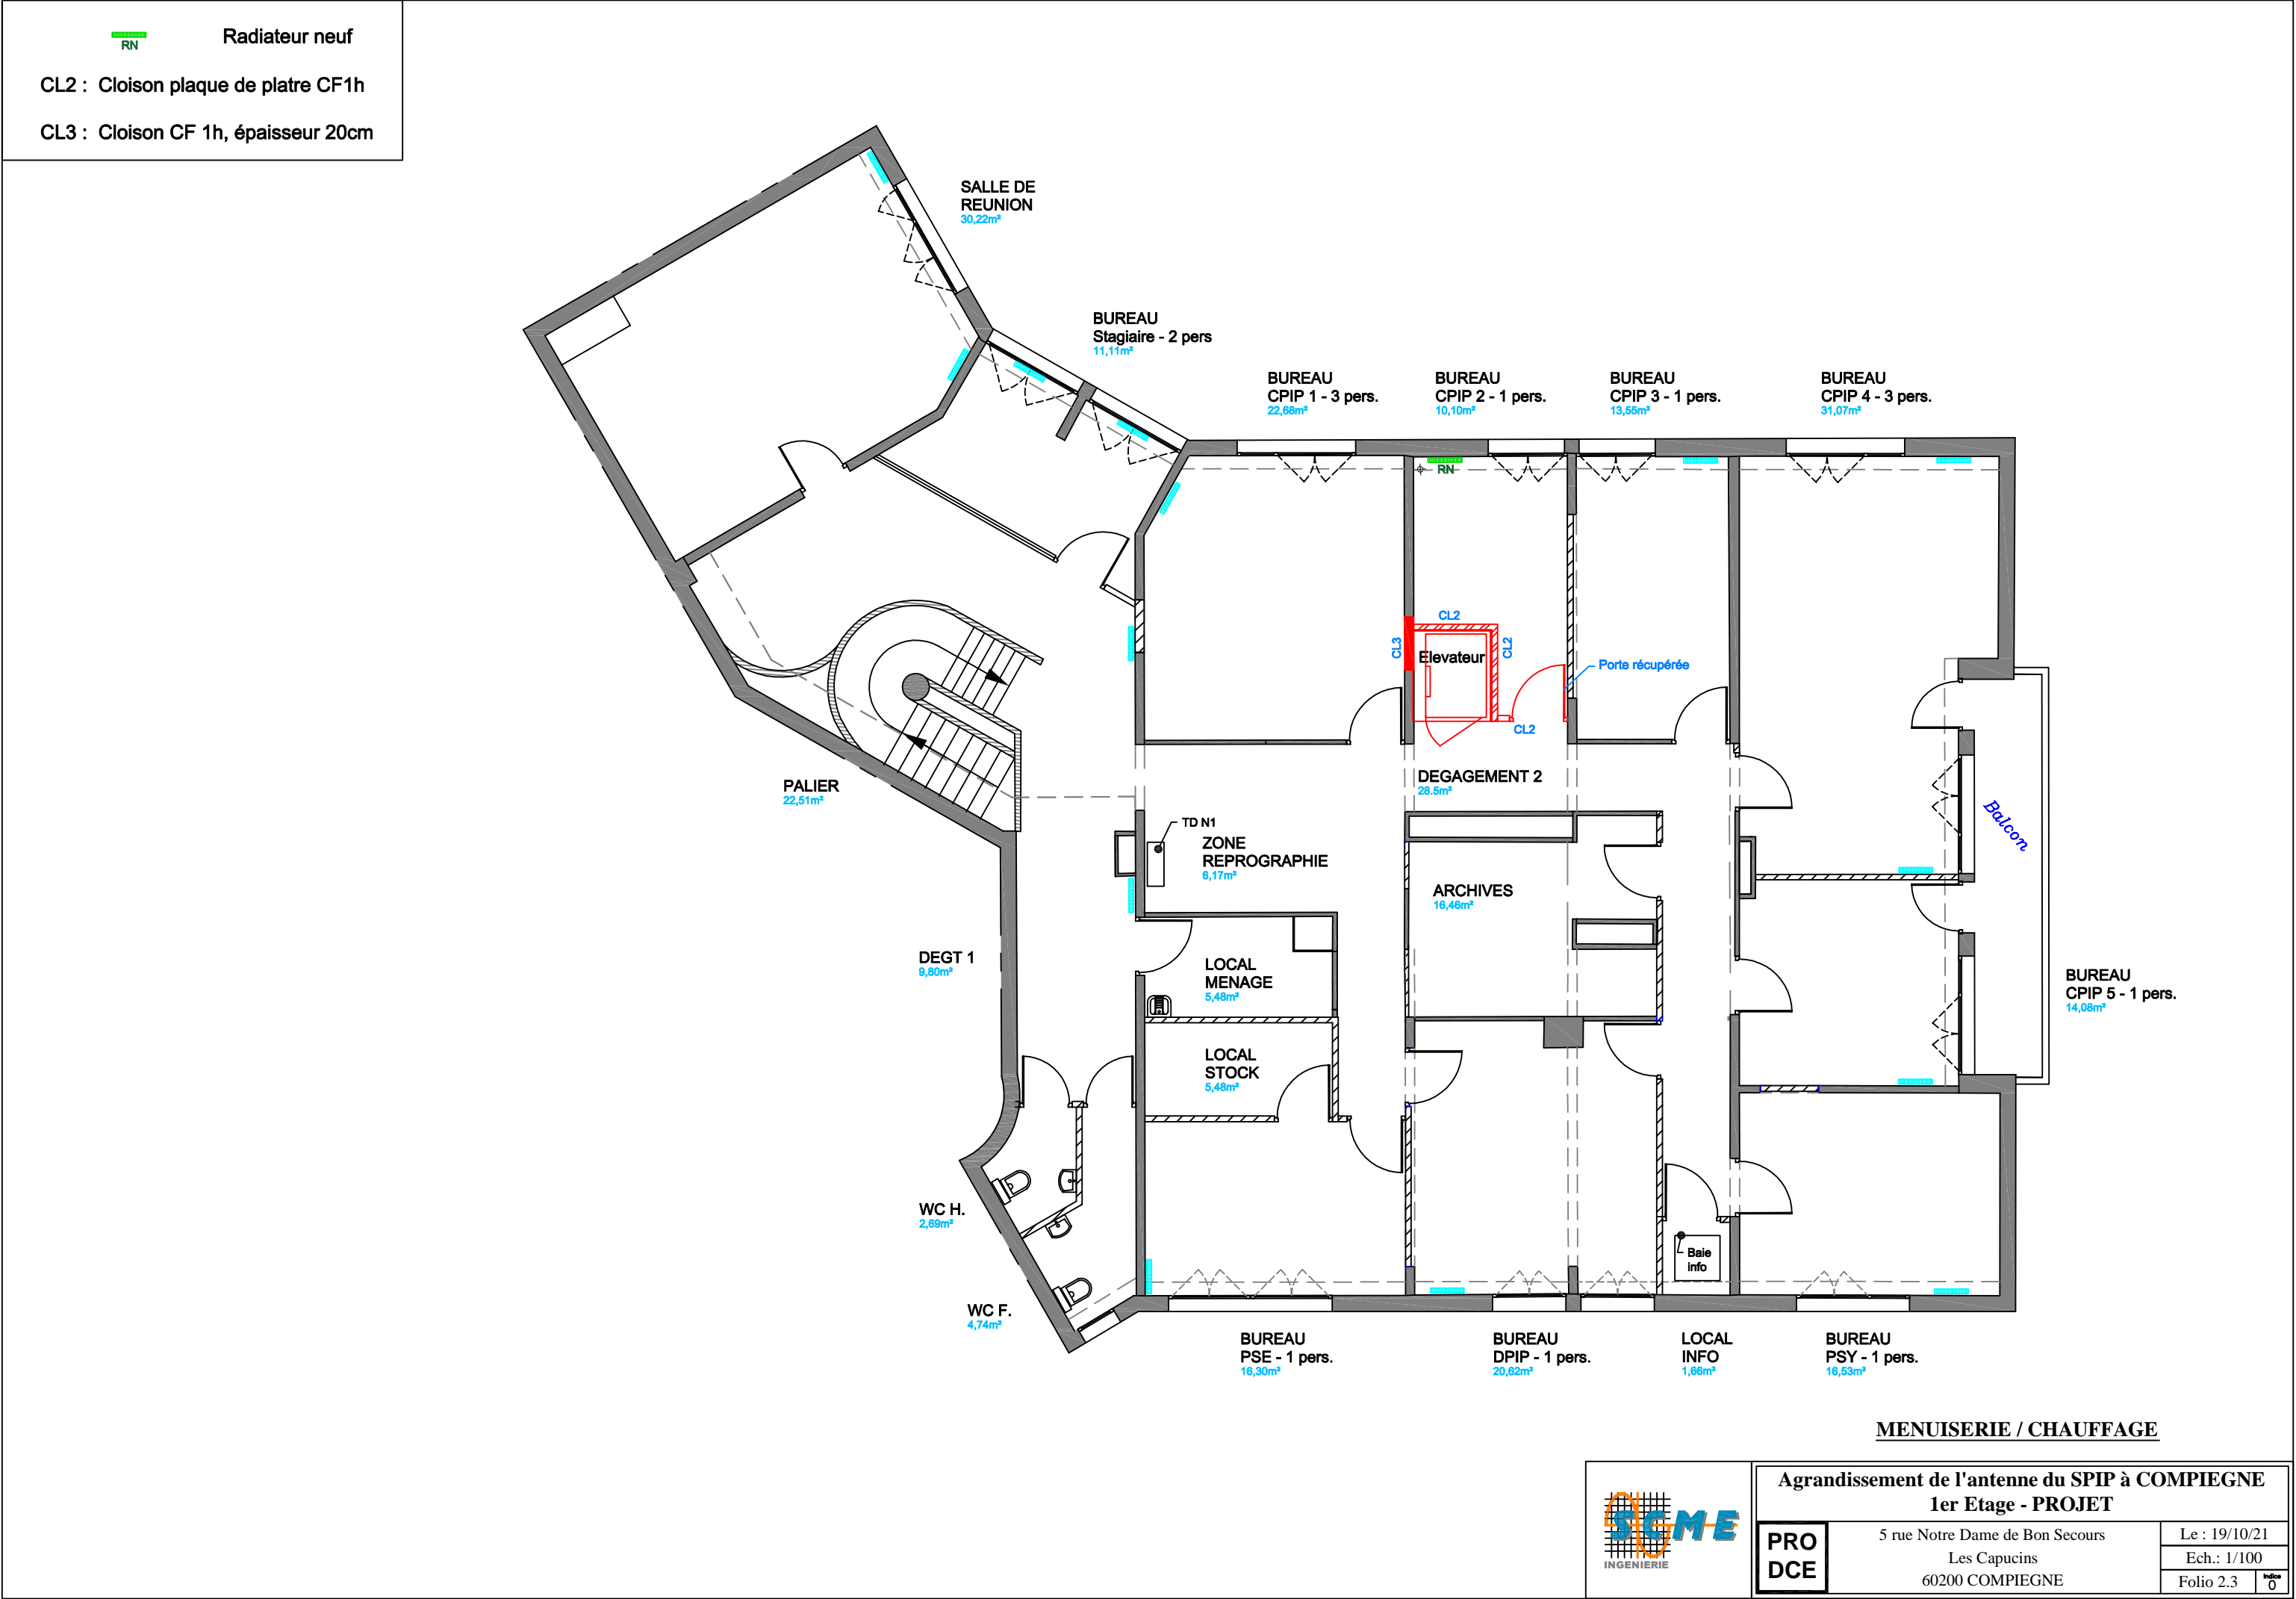 RN
Radiateur neuf
CL2 : Cloison plaque de platre CF1h
CL3 : Cloison CF 1h, épaisseur 20cm
SALLE DE
REUNION
30,22m²
BUREAU
Stagiaire - 2 pers
11,11m²
BUREAU
CPIP 1 - 3 pers.
22,68m²
BUREAU
CPIP 2 - 1 pers.
10,10m²
BUREAU
CPIP 3 - 1 pers.
13,55m²
BUREAU
CPIP 4 - 3 pers.
31,07m²
RN
CL2
CL3
CL2
Elevateur
Porte récupérée
CL2
PALIER
22,51m²
DEGAGEMENT 2
28.5m²
Balcon
TD N1
ZONE
REPROGRAPHIE
6,17m²
ARCHIVES
16,46m²
DEGT 1
9,80m²
LOCAL
MENAGE
5,48m²
BUREAU
CPIP 5 - 1 pers.
14,08m²
LOCAL
STOCK
5,48m²
WC H.
2,69m²
Baie
info
WC F.
4,74m²
BUREAU
PSE - 1 pers.
16,30m²
BUREAU
DPIP - 1 pers.
20,62m²
LOCAL
INFO
1,66m²
BUREAU
PSY - 1 pers.
16,53m²
MENUISERIE / CHAUFFAGE
SCME
INGENIERIE
Agrandissement de l'antenne du SPIP à COMPIEGNE
1er Etage - PROJET
PRO
DCE
5 rue Notre Dame de Bon Secours
Les Capucins
60200 COMPIEGNE
Le : 19/10/21
Ech.: 1/100
Folio 2.3
Indice
0